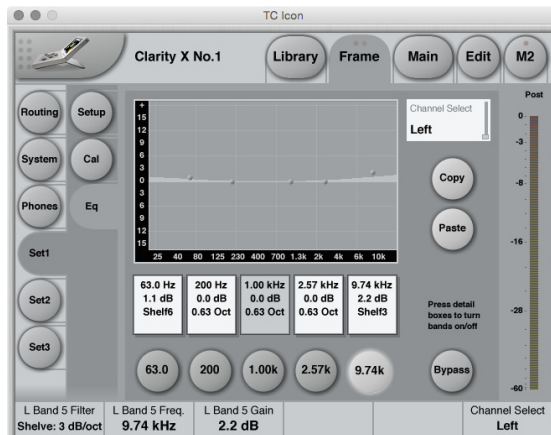 TC Icon
Clarity X No.1
Library
Frame
Main
Edit
M2
Routing
System
Phones
Set1
Set2
Set3
Setup
Cal
Eq
+
15
12
9
6
3
0
3
6
9
12
15
25 40 80 125 230 400 700 1.3k 2k 4k 6k 10k
Channel Select
Left
Copy
Paste
63.0 Hz
1.1 dB
Shelf6
200 Hz
0.0 dB
0.63 Oct
1.00 kHz
0.0 dB
0.63 Oct
2.57 kHz
0.0 dB
0.63 Oct
9.74 kHz
2.2 dB
Shelf3
Press detail
boxes to turn
bands on/off
63.0
200
1.00k
2.57k
9.74k
Bypass
Post
0
-3
-8
-16
-28
-60
L Band 5 Filter
Shelve: 3 dB/oct
L Band 5 Freq.
9.74 kHz
L Band 5 Gain
2.2 dB
Channel Select
Left